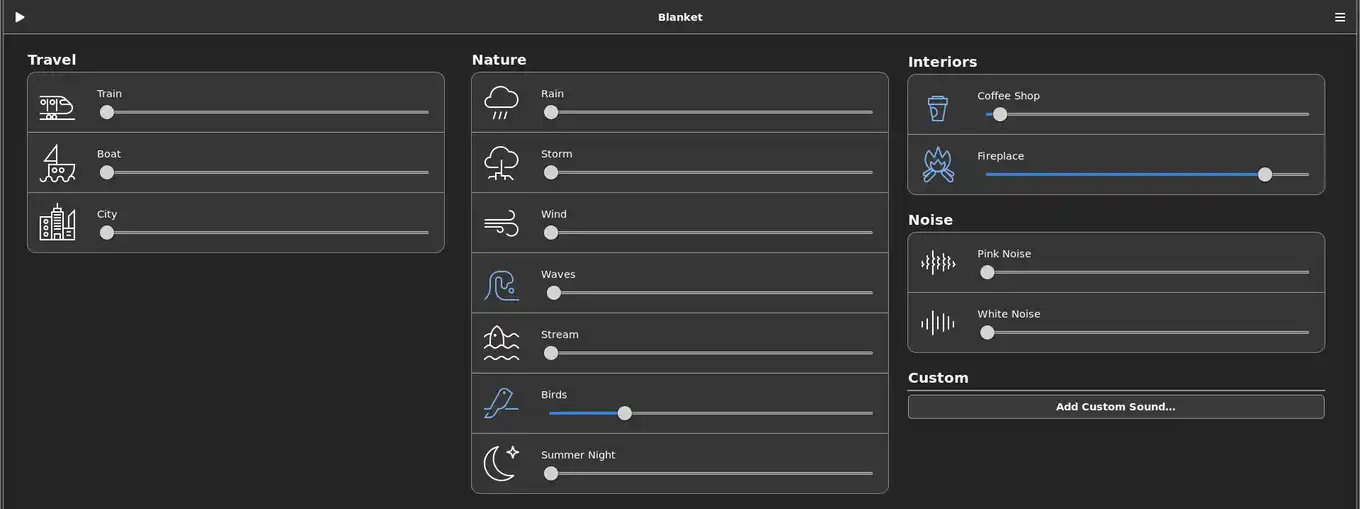 Blanket
Travel
Train
Boat
City
Nature
Rain
Storm
Wind
Waves
Stream
Birds
Summer Night
Interiors
Coffee Shop
Fireplace
Noise
Pink Noise
White Noise
Custom
Add Custom Sound...